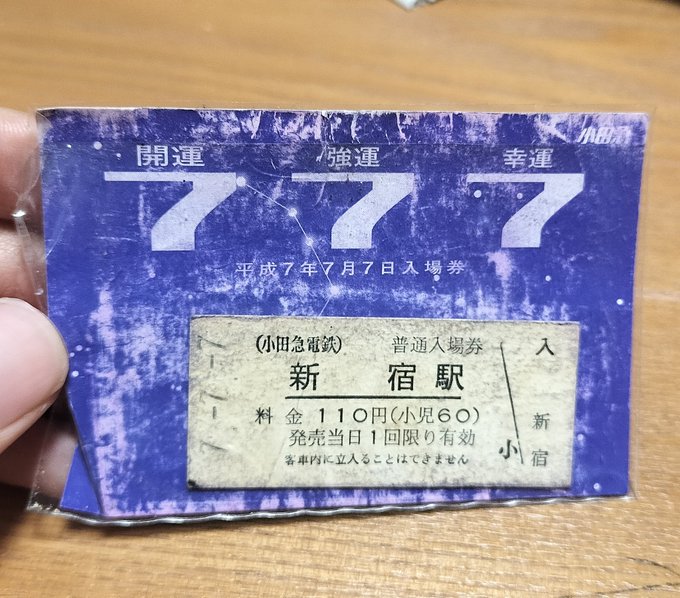 小田急
開運 強運 幸運
7 7 7
平成7年7月7日入場券
7.-7.-7
(小田急電鉄) 普通入場券
新宿駅
料金110円(小児60)
発売当日1回限り有効
客車内に立入ることはできません
入
新宿
小